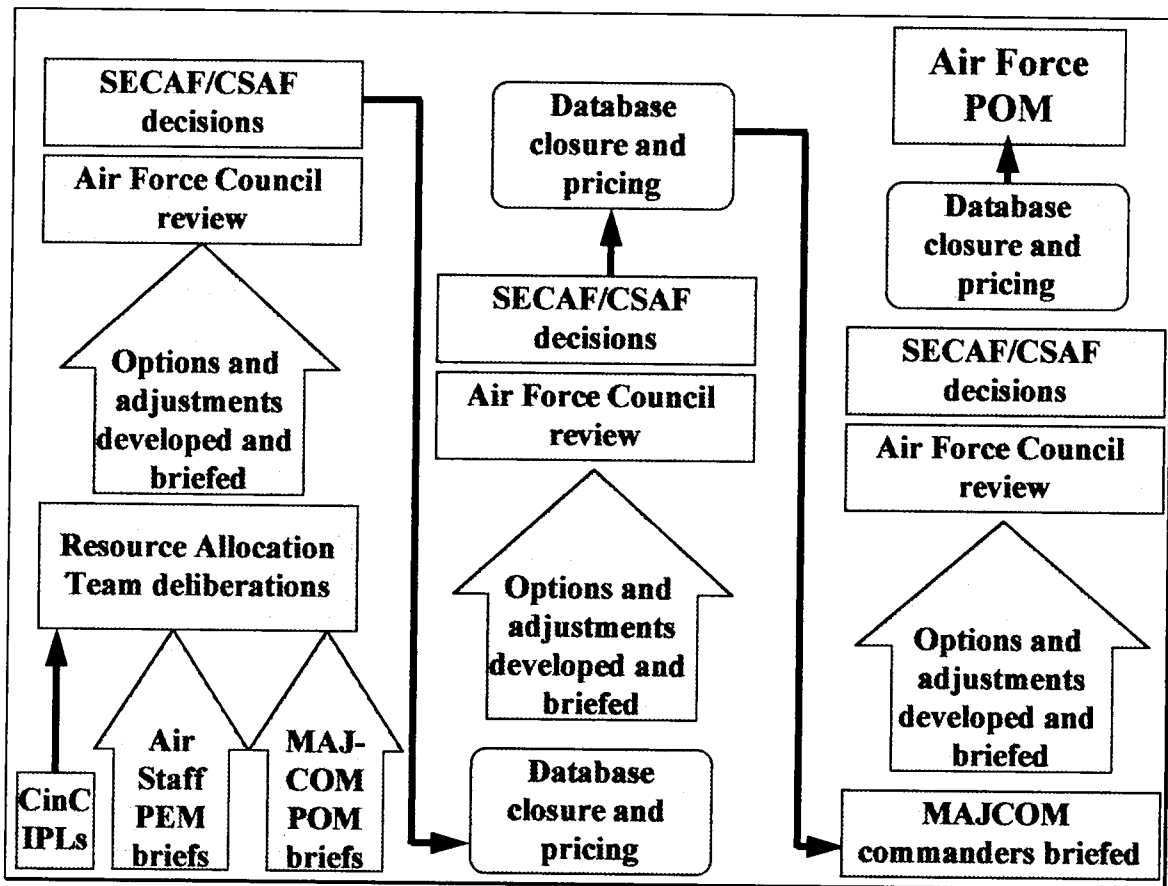 SECAF/CSAF
decisions
Air Force Council
review
Options and
adjustments
developed and
briefed
Resource Allocation
Team deliberations
CinC
IPLs
Air
Staff
PEM
briefs
MAJ-
COM
POM
briefs
Database
closure and
pricing
SECAF/CSAF
decisions
Air Force Council
review
Options and
adjustments
developed and
briefed
Database
closure and
pricing
Air Force
POM
Database
closure and
pricing
SECAF/CSAF
decisions
Air Force Council
review
Options and
adjustments
developed and
briefed
MAJCOM
commanders briefed